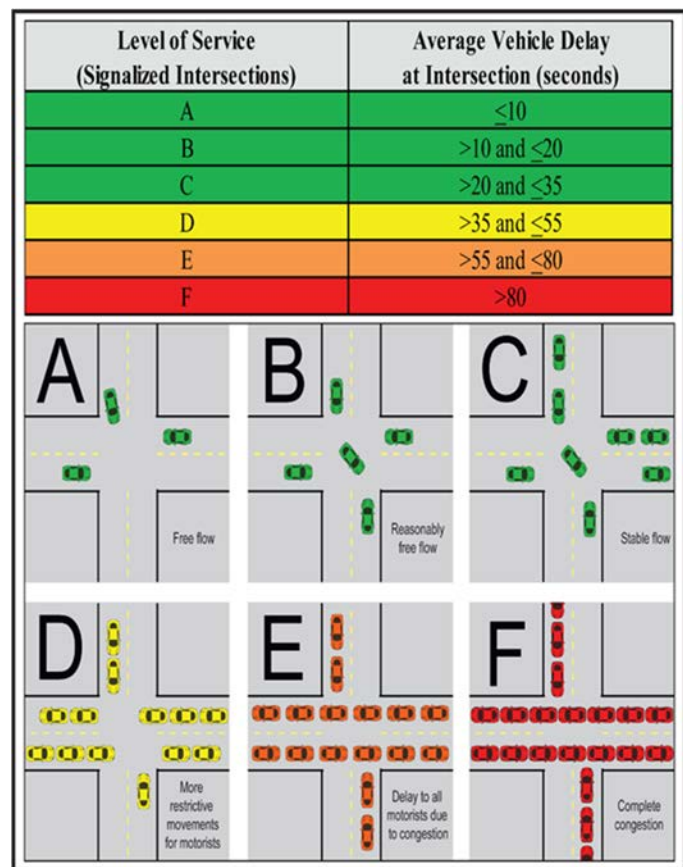 Level of Service
(Signalized Intersections)
Average Vehicle Delay
at Intersection (seconds)
A
≤10
B
>10 and ≤20
C
>20 and ≤35
D
>35 and ≤55
E
>55 and ≤80
F
>80
A
Free flow
B
Reasonably
free flow
C
Stable flow
D
More
restrictive
movements
for motorists
E
Delay to all
motorists due
to congestion
F
Complete
congestion